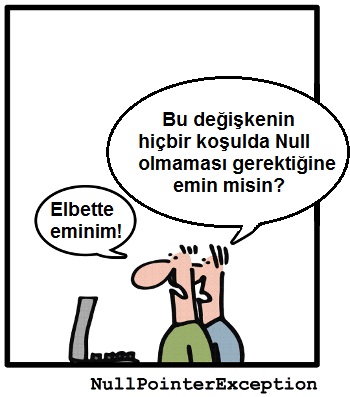 Bu değişkenin
hiçbir koşulda Null
olmaması gerektiğine
emin misin?
Elbette
eminim!
NullPointerException